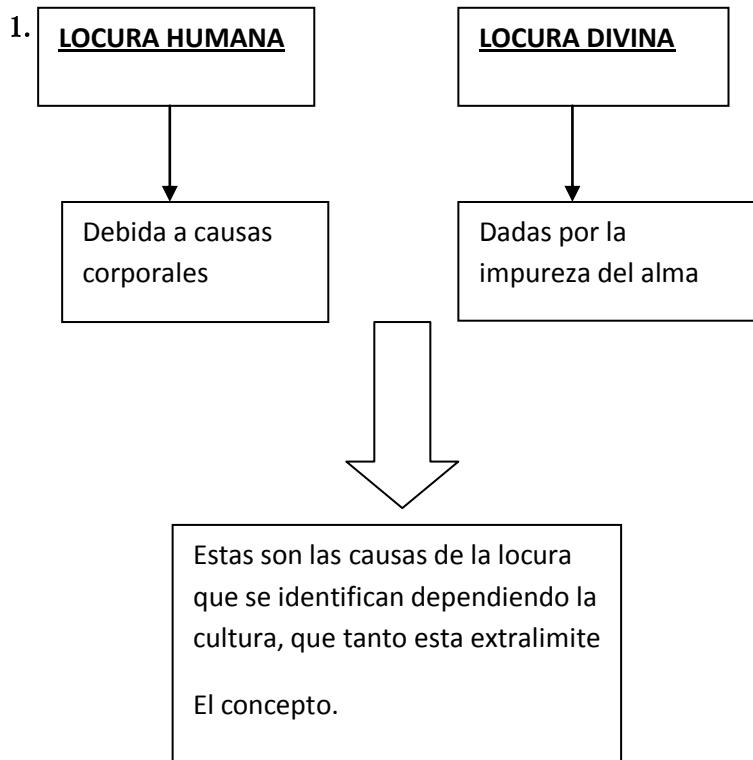 1.
LOCURA HUMANA
LOCURA DIVINA
Debida a causas
corporales
Dadas por la
impureza del alma
Estas son las causas de la locura
que se identifican dependiendo la
cultura, que tanto esta extralimite
El concepto.